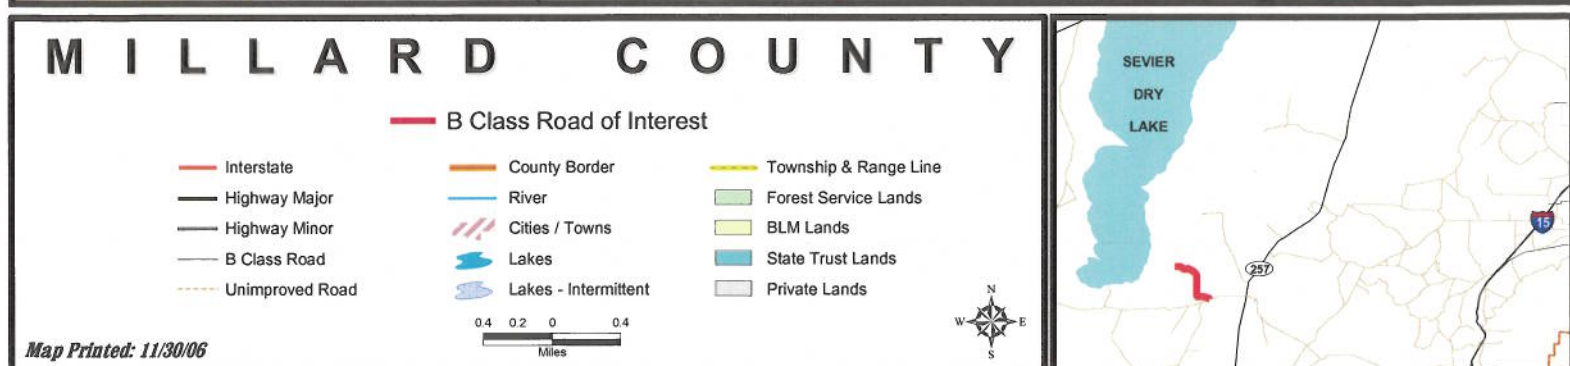 MILLARD COUNTY
B Class Road of Interest
Interstate
Highway Major
Highway Minor
B Class Road
Unimproved Road
County Border
River
Cities / Towns
Lakes
Lakes - Intermittent
Township & Range Line
Forest Service Lands
BLM Lands
State Trust Lands
Private Lands
0.4 0.2 0 0.4
Miles
N
W E
S
Map Printed: 11/30/06
SEVIER
DRY
LAKE
15
257